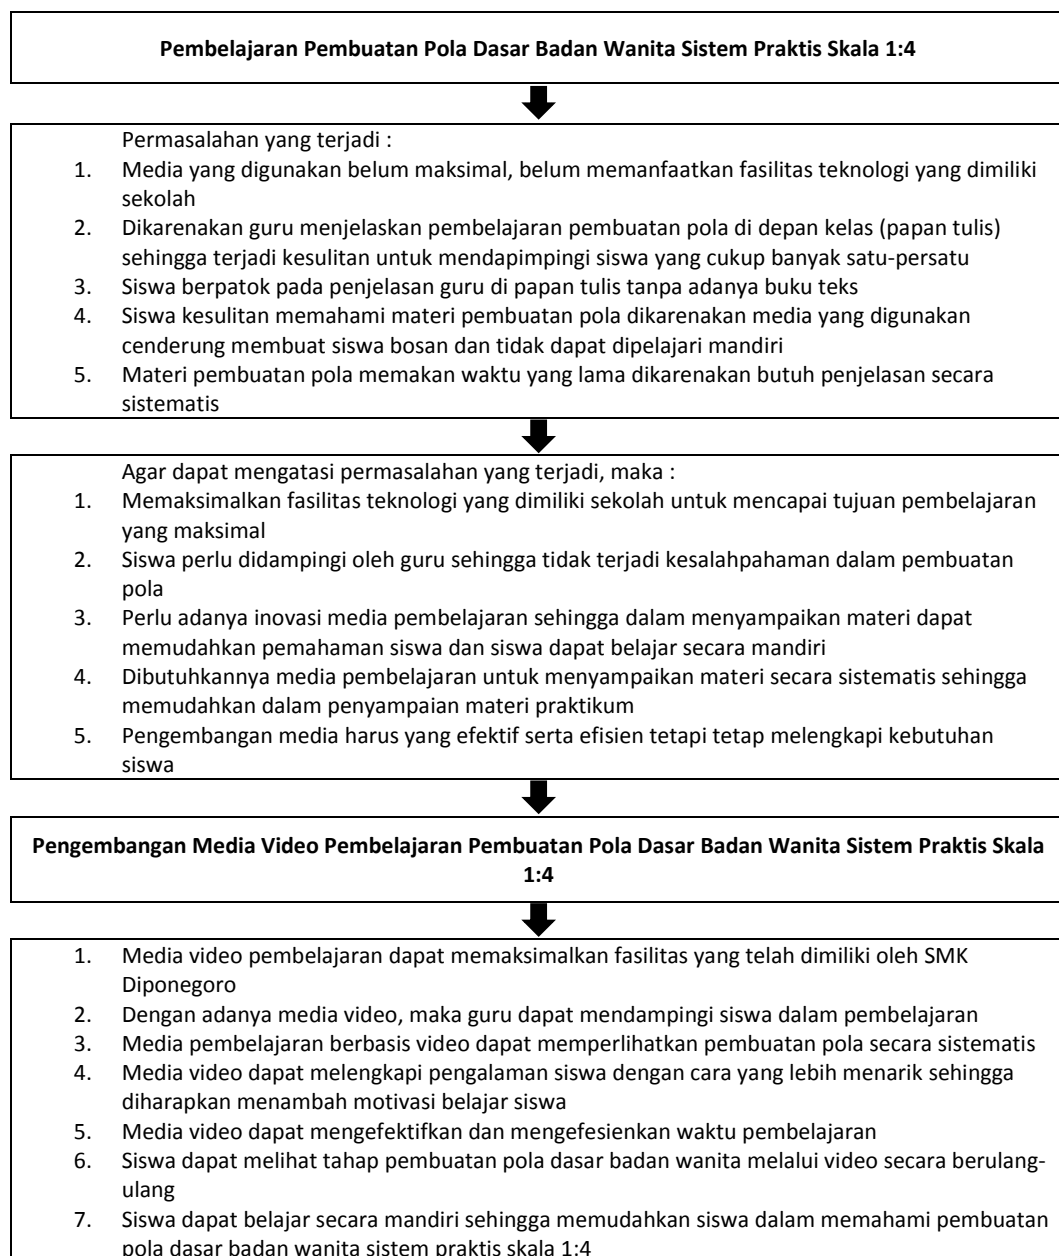 Pembelajaran Pembuatan Pola Dasar Badan Wanita Sistem Praktis Skala 1:4
Permasalahan yang terjadi :
1. Media yang digunakan belum maksimal, belum memanfaatkan fasilitas teknologi yang dimiliki
sekolah
2. Dikarenakan guru menjelaskan pembelajaran pembuatan pola di depan kelas (papan tulis)
sehingga terjadi kesulitan untuk mendapimpingi siswa yang cukup banyak satu-persatu
3. Siswa berpatok pada penjelasan guru di papan tulis tanpa adanya buku teks
4. Siswa kesulitan memahami materi pembuatan pola dikarenakan media yang digunakan
cenderung membuat siswa bosan dan tidak dapat dipelajari mandiri
5. Materi pembuatan pola memakan waktu yang lama dikarenakan butuh penjelasan secara
sistematis
Agar dapat mengatasi permasalahan yang terjadi, maka :
1. Memaksimalkan fasilitas teknologi yang dimiliki sekolah untuk mencapai tujuan pembelajaran
yang maksimal
2. Siswa perlu didampingi oleh guru sehingga tidak terjadi kesalahpahaman dalam pembuatan
pola
3. Perlu adanya inovasi media pembelajaran sehingga dalam menyampaikan materi dapat
memudahkan pemahaman siswa dan siswa dapat belajar secara mandiri
4. Dibutuhkannya media pembelajaran untuk menyampaikan materi secara sistematis sehingga
memudahkan dalam penyampaian materi praktikum
5. Pengembangan media harus yang efektif serta efisien tetapi tetap melengkapi kebutuhan
siswa
Pengembangan Media Video Pembelajaran Pembuatan Pola Dasar Badan Wanita Sistem Praktis Skala
1:4
1. Media video pembelajaran dapat memaksimalkan fasilitas yang telah dimiliki oleh SMK
Diponegoro
2. Dengan adanya media video, maka guru dapat mendampingi siswa dalam pembelajaran
3. Media pembelajaran berbasis video dapat memperlihatkan pembuatan pola secara sistematis
4. Media video dapat melengkapi pengalaman siswa dengan cara yang lebih menarik sehingga
diharapkan menambah motivasi belajar siswa
5. Media video dapat mengefektifkan dan mengefesienkan waktu pembelajaran
6. Siswa dapat melihat tahap pembuatan pola dasar badan wanita melalui video secara berulang-
ulang
7. Siswa dapat belajar secara mandiri sehingga memudahkan siswa dalam memahami pembuatan
pola dasar badan wanita sistem praktis skala 1:4